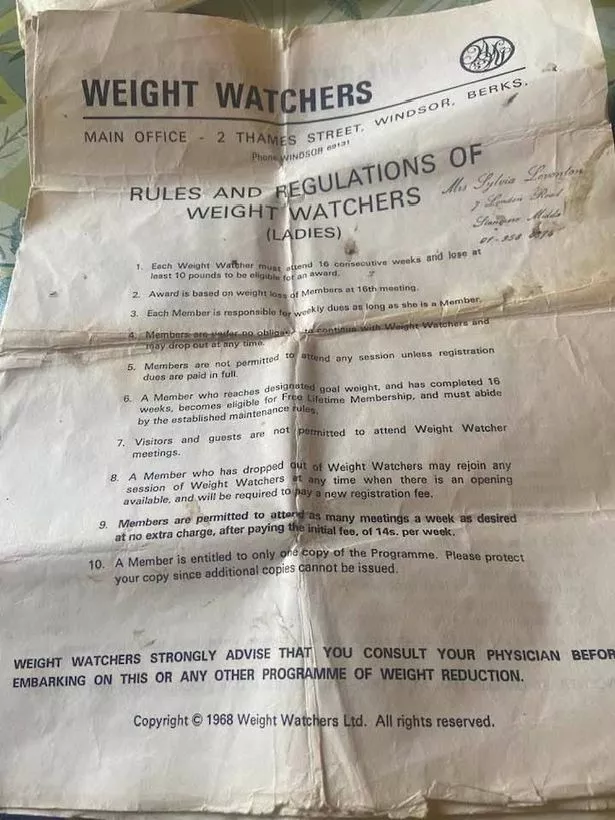 WEIGHT WATCHERS
MAIN OFFICE - 2 THAMES STREET, WINDSOR, BERKS.
Phone WINDSOR 69131
RULES AND REGULATIONS OF
WEIGHT WATCHERS
(LADIES)
Mrs Sylvia
7 London Road
Stanmore Middx
01-958
1. Each Weight Watcher must attend 16 consecutive weeks and lose at
least 10 pounds to be eligible for an award.
2. Award is based on weight loss of Members at 16th meeting.
3. Each Member is responsible for weekly dues as long as she is a Member.
4. Members are under no obligation to continue with Weight Watchers and
may drop out at any time.
5. Members are not permitted to attend any session unless registration
dues are paid in full.
6. A Member who reaches designated goal weight, and has completed 16
weeks, becomes eligible for Free Lifetime Membership, and must abide
by the established maintenance rules.
7. Visitors and guests are not permitted to attend Weight Watcher
meetings.
8. A Member who has dropped out of Weight Watchers may rejoin any
session of Weight Watchers at any time when there is an opening
available, and will be required to pay a new registration fee.
9. Members are permitted to attend as many meetings a week as desired
at no extra charge, after paying the initial fee, of 14s. per week.
10. A Member is entitled to only one copy of the Programme. Please protect
your copy since additional copies cannot be issued.
WEIGHT WATCHERS STRONGLY ADVISE THAT YOU CONSULT YOUR PHYSICIAN BEFOR
EMBARKING ON THIS OR ANY OTHER PROGRAMME OF WEIGHT REDUCTION.
Copyright © 1968 Weight Watchers Ltd. All rights reserved.